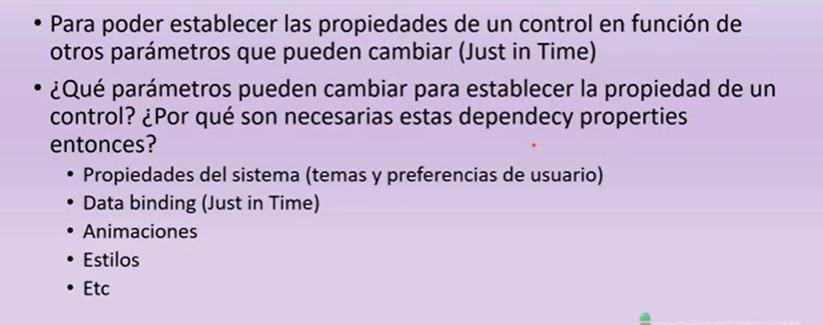 • Para poder establecer las propiedades de un control en función de
otros parámetros que pueden cambiar (Just in Time)
• ¿Qué parámetros pueden cambiar para establecer la propiedad de un
control? ¿Por qué son necesarias estas dependecy properties
entonces?
• Propiedades del sistema (temas y preferencias de usuario)
• Data binding (Just in Time)
• Animaciones
• Estilos
• Etc